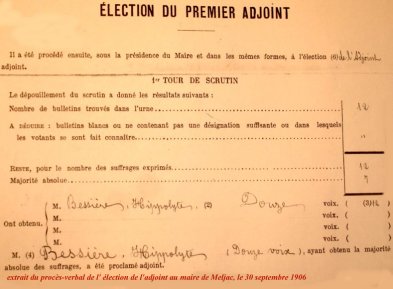 ÉLECTION DU PREMIER ADJOINT
Il a été procédé ensuite, sous la présidence du Maire et dans les mêmes formes, à l'élection (6) de l'Adjoint
adjoint.
1er TOUR DE SCRUTIN
Le dépouillement du scrutin a donné les résultats suivants :
Nombre de bulletins trouvés dans l'urne 12
A DÉDUIRE : bulletins blancs ou ne contenant pas une désignation suffisante ou dans lesquels
les votants se sont fait connaître. "
RESTE, pour le nombre des suffrages exprimés. 12
Majorité absolue 7
Ont obtenu.
M. Bessière, Hippolyte (2) Douze voix. ( (3) 12 )
M. voix. ( )
M. voix. ( )
M. voix. ( )
M. (4) Bessière, Hippolyte (Douze voix), ayant obtenu la majorité
absolue des suffrages, a été proclamé adjoint.
extrait du procès-verbal de l' élection de l'adjoint au maire de Meljac, le 30 septembre 1906